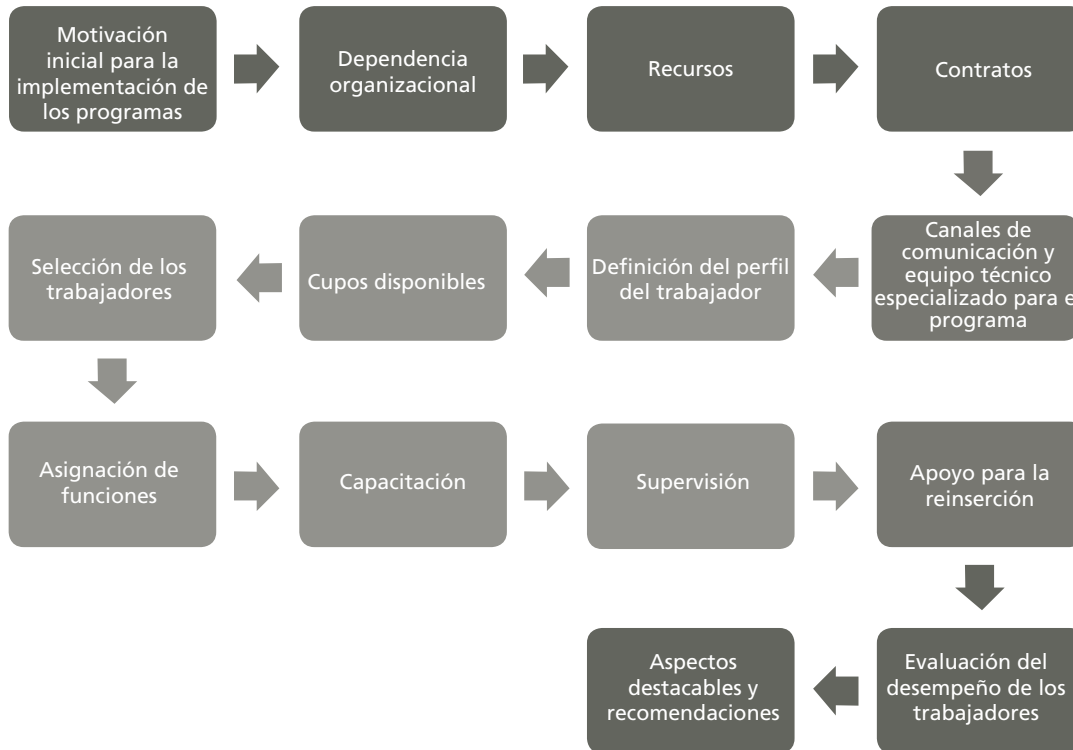 Motivación
inicial para la
implementación de
los programas
Dependencia
organizacional
Recursos
Contratos
Canales de
comunicación y
equipo técnico
especializado para e
programa
Definición del perfil
del trabajador
Cupos disponibles
Selección de los
trabajadores
Asignación de
funciones
Capacitación
Supervisión
Apoyo para la
reinserción
Evaluación del
desempeño de los
trabajadores
Aspectos
destacables y
recomendaciones